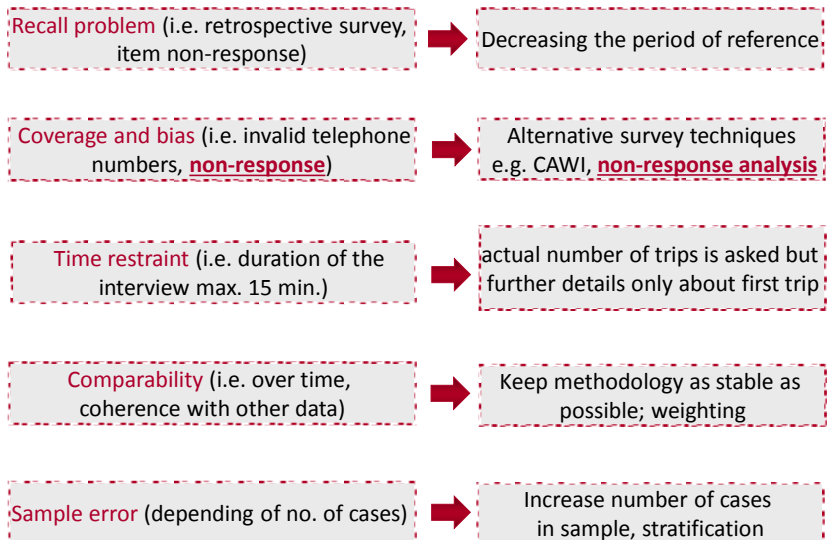 Recall problem (i.e. retrospective survey,
item non-response)
Decreasing the period of reference
Coverage and bias (i.e. invalid telephone
numbers, non-response)
Alternative survey techniques
e.g. CAWI, non-response analysis
Time restraint (i.e. duration of the
interview max. 15 min.)
actual number of trips is asked but
further details only about first trip
Comparability (i.e. over time,
coherence with other data)
Keep methodology as stable as
possible; weighting
Sample error (depending of no. of cases)
Increase number of cases
in sample, stratification